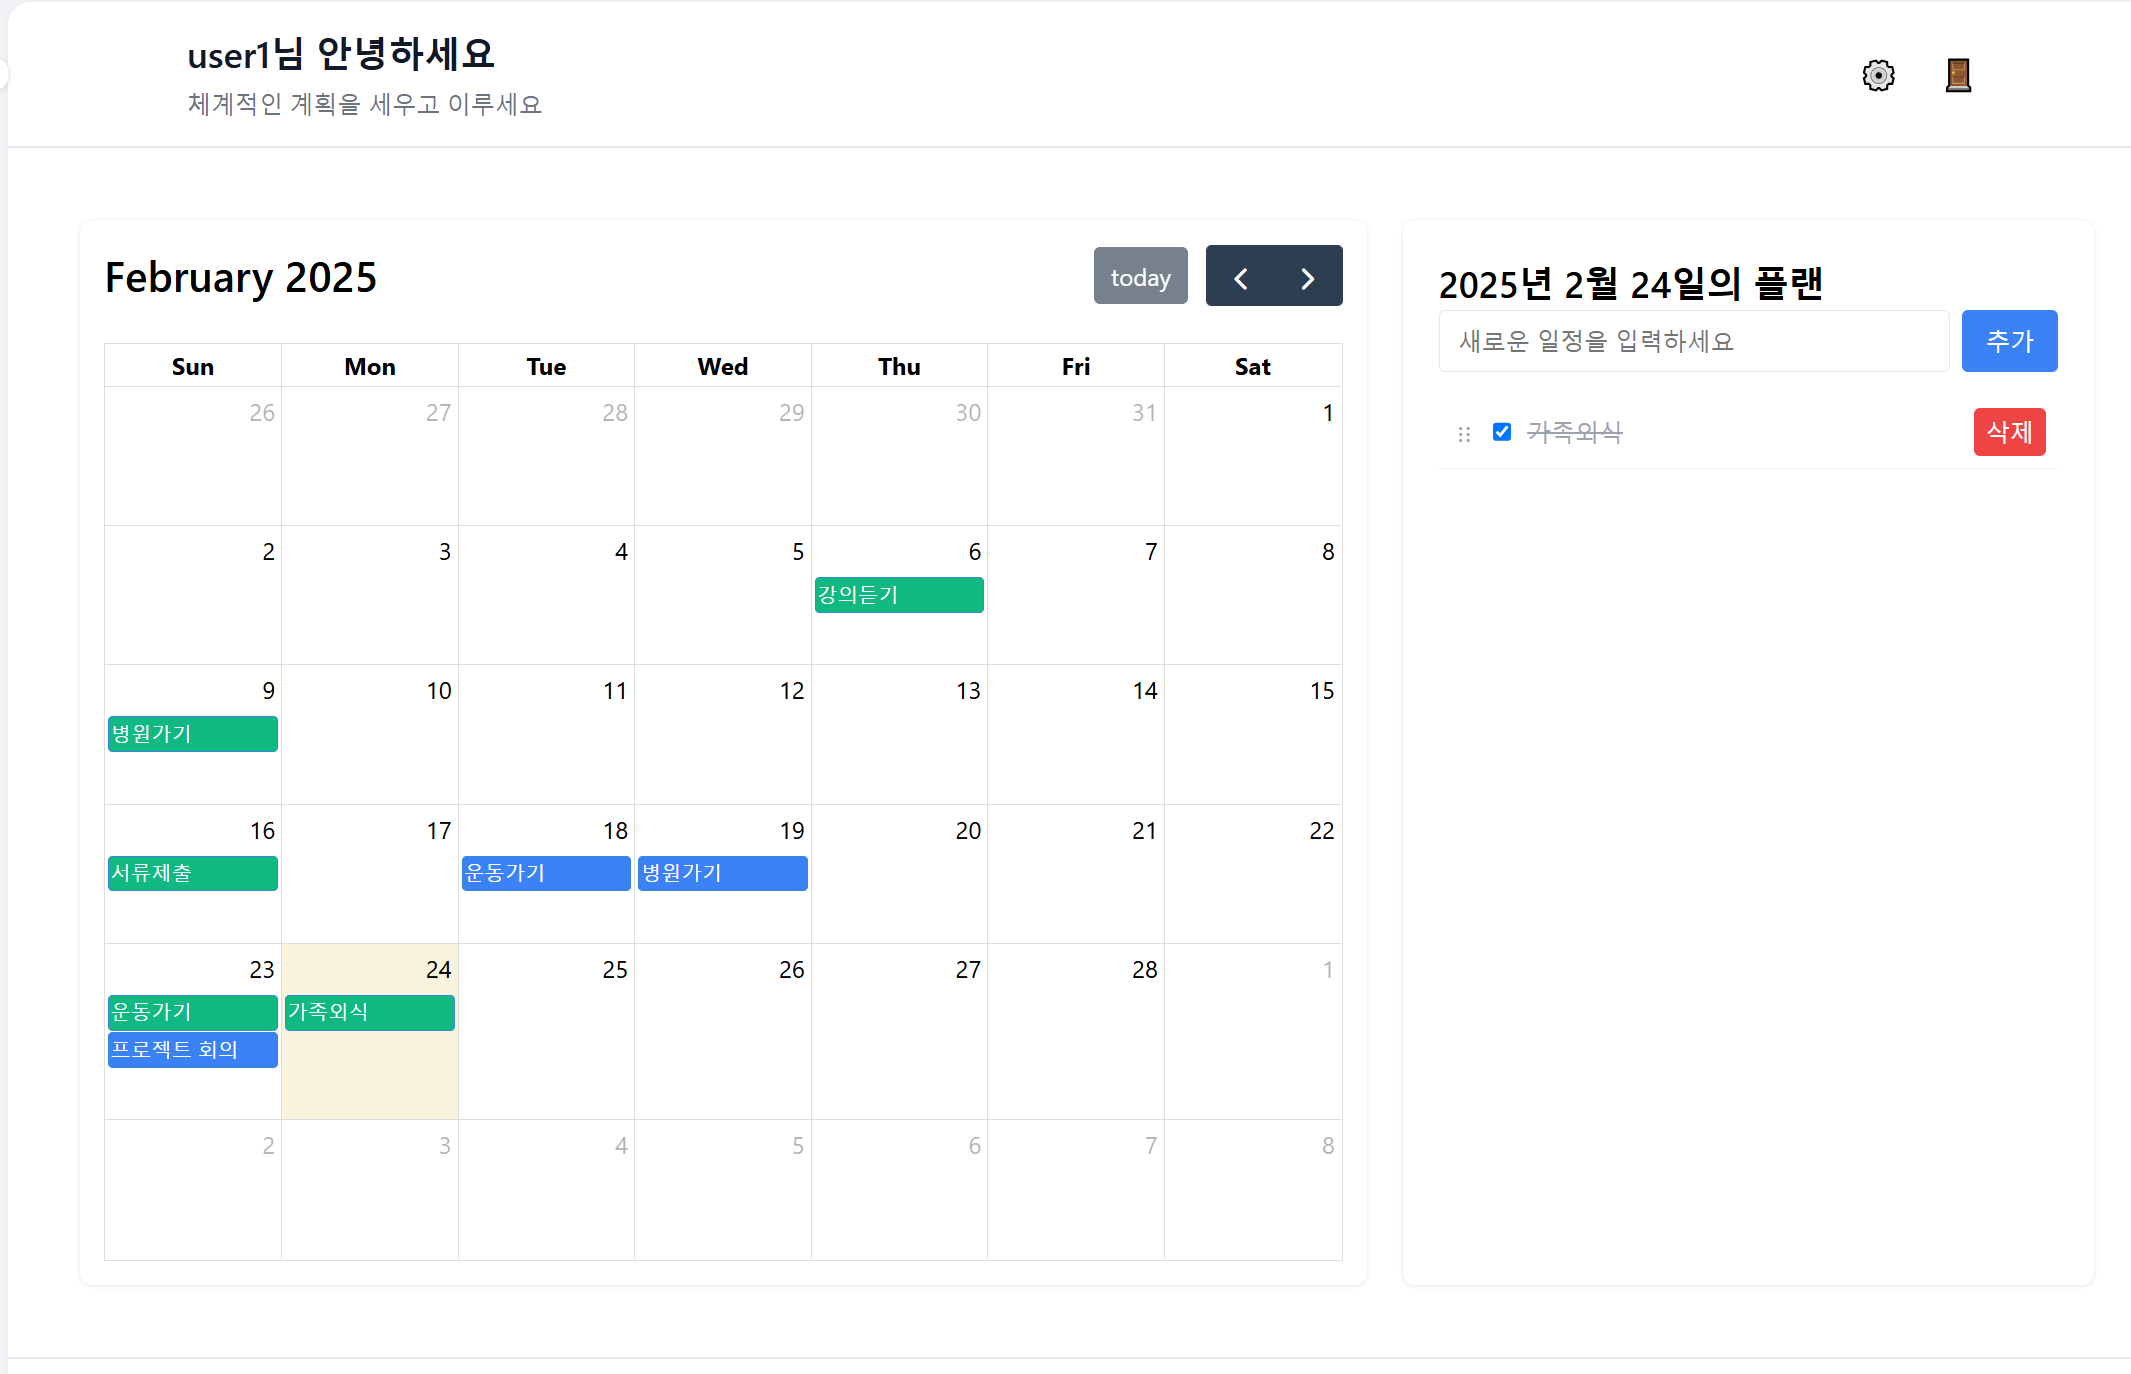 user1님 안녕하세요
체계적인 계획을 세우고 이루세요
February 2025
today
Sun Mon Tue Wed Thu Fri Sat
26 27 28 29 30 31 1
2 3 4 5 6 7 8
강의듣기
9 10 11 12 13 14 15
병원가기
16 17 18 19 20 21 22
서류제출 운동가기 병원가기
23 24 25 26 27 28 1
운동가기 가족외식
프로젝트 회의
2 3 4 5 6 7 8
2025년 2월 24일의 플랜
새로운 일정을 입력하세요 추가
가족외식 삭제